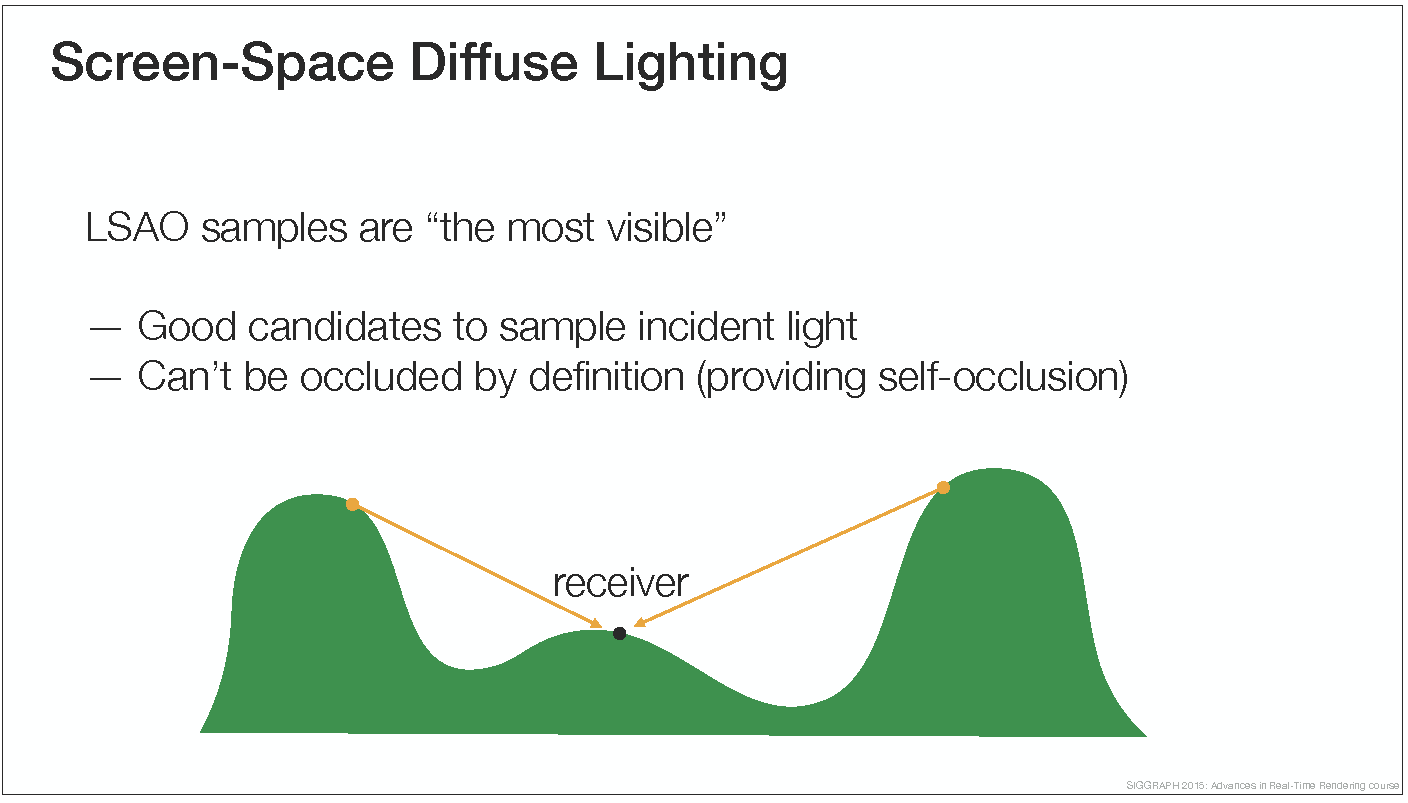 Screen-Space Diffuse Lighting
LSAO samples are “the most visible”
— Good candidates to sample incident light
— Can’t be occluded by definition (providing self-occlusion)
receiver
SIGGRAPH 2015: Advances in Real-Time Rendering course